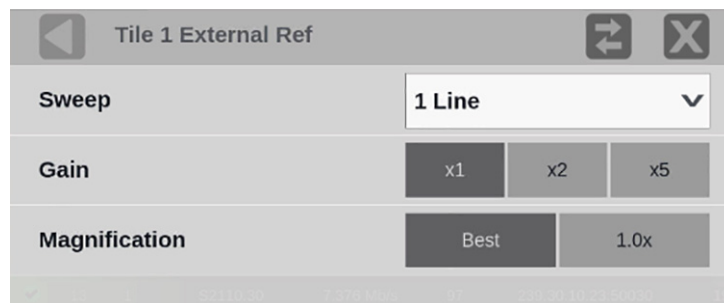 Tile 1 External Ref
Sweep 1 Line
Gain x1 x2 x5
Magnification Best 1.0x